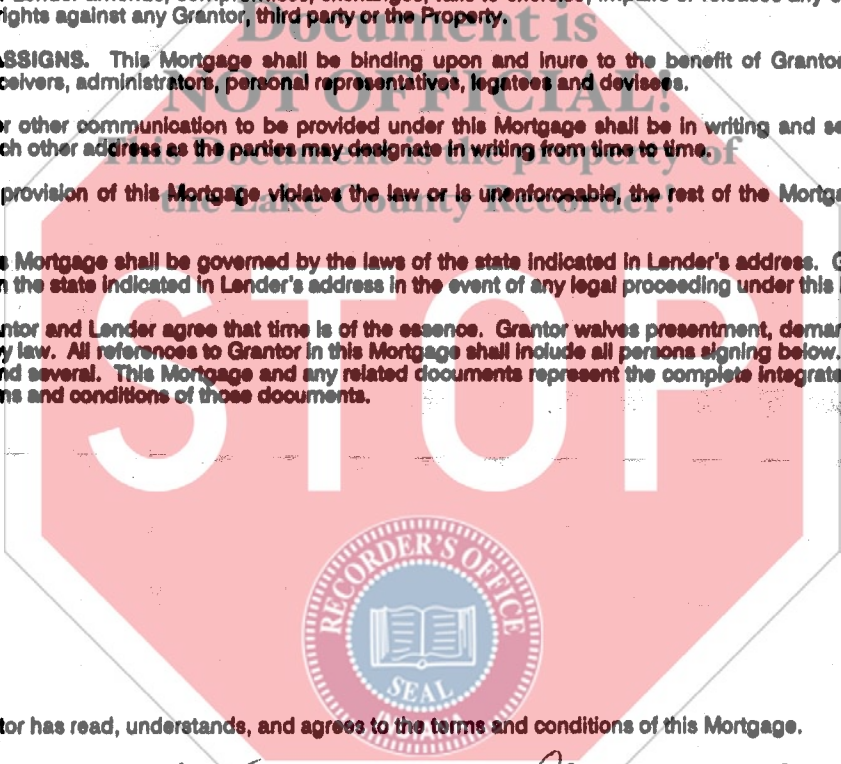 rights against any Grantor, third party or the Property.
Document is
ASSIGNS. This Mortgage shall be binding upon and inure to the benefit of Grantor
ceivers, administrators, personal representatives, legatees and devisees.
NOT OFFICIAL!
r other communication to be provided under this Mortgage shall be in writing and se
ch other address as the parties may designate in writing from time to time.
This Document is the property of
provision of this Mortgage violates the law or is unenforceable, the rest of the Mortga
the Lake County Recorder!
s Mortgage shall be governed by the laws of the state indicated in Lender's address. G
n the state indicated in Lender's address in the event of any legal proceeding under this
ntor and Lender agree that time is of the essence. Grantor waives presentment, deman
y law. All references to Grantor in this Mortgage shall include all persons signing below.
nd several. This Mortgage and any related documents represent the complete integrate
ns and conditions of those documents.
STOP
RECORDER'S OFFICE
SEAL
INDIANA
tor has read, understands, and agrees to the terms and conditions of this Mortgage.